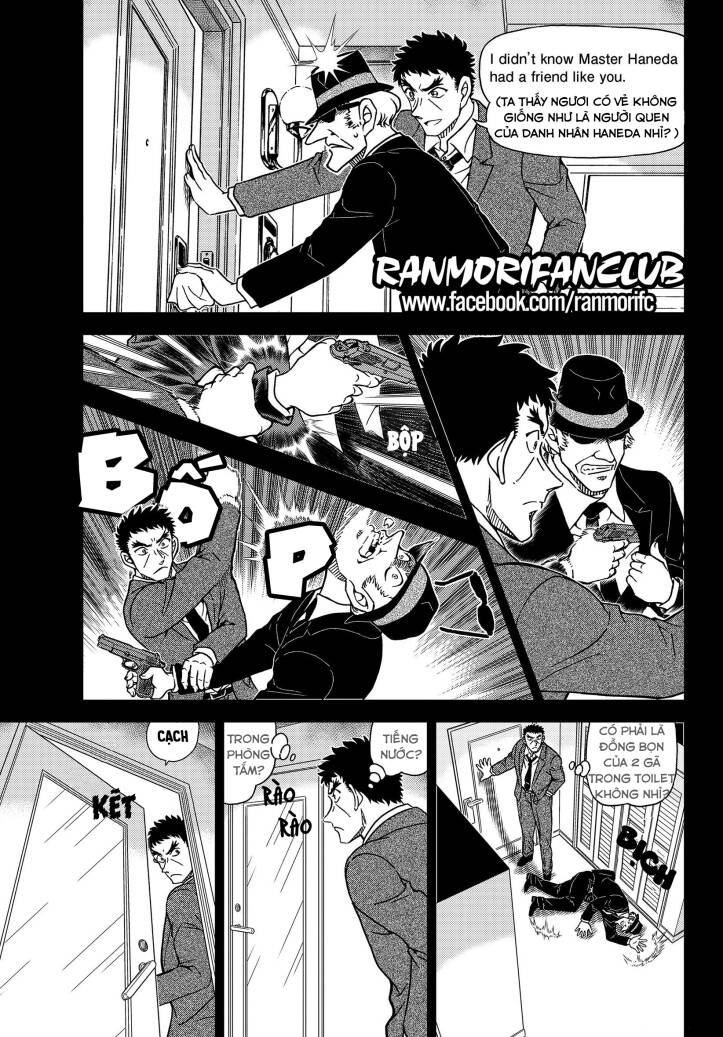 I didn't know Master Haneda
had a friend like you.
(TA THẤY NGƯƠI CÓ VẺ KHÔNG
GIỐNG NHƯ LÀ NGƯỜI QUEN
CỦA DANH NHÂN HANEDA NHỈ?)
RANMORIFANCLUB
www.facebook.com/ranmorifc
BỘP
BỐP
CÓ PHẢI LÀ
ĐỒNG BỌN
CỦA 2 GÃ
TRONG TOILET
KHÔNG NHỈ?
BỊCH
TIẾNG
NƯỚC?
TRONG
PHÒNG
TẮM?
RÀO
RÀO
CẠCH
KÉT